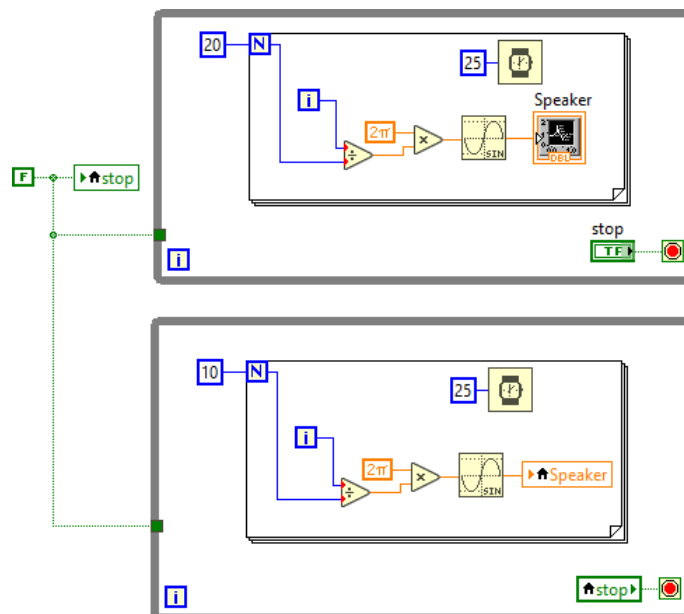 20
N
25
i
Speaker
2π
÷
×
SIN
DBL
F
stop
stop
TF
i
10
N
25
i
2π
÷
×
SIN
Speaker
stop
i